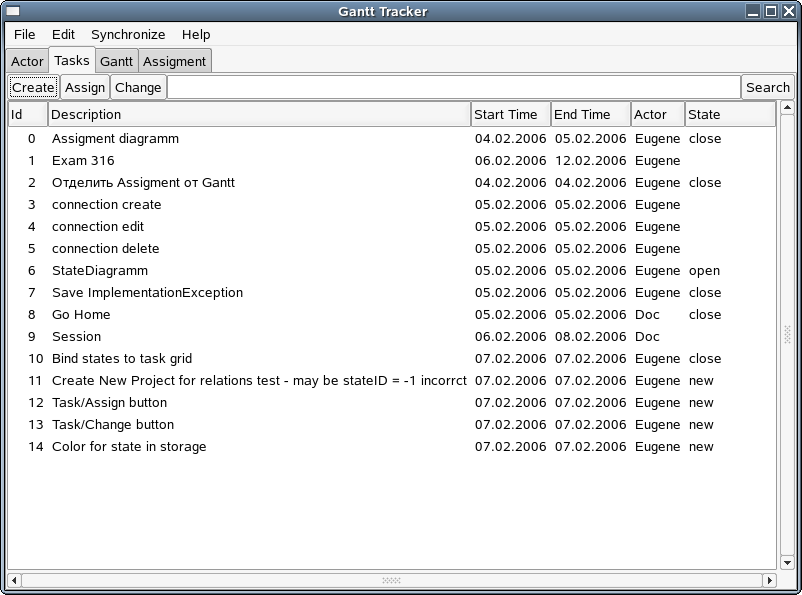 Gantt Tracker
File Edit Synchronize Help
Actor Tasks Gantt Assigment
Create Assign Change Search
Id Description Start Time End Time Actor State
0 Assigment diagramm 04.02.2006 05.02.2006 Eugene close
1 Exam 316 06.02.2006 12.02.2006 Eugene
2 Отделить Assigment от Gantt 04.02.2006 04.02.2006 Eugene close
3 connection create 05.02.2006 05.02.2006 Eugene
4 connection edit 05.02.2006 05.02.2006 Eugene
5 connection delete 05.02.2006 05.02.2006 Eugene
6 StateDiagramm 05.02.2006 05.02.2006 Eugene open
7 Save ImplementationException 05.02.2006 05.02.2006 Eugene close
8 Go Home 05.02.2006 05.02.2006 Doc close
9 Session 06.02.2006 08.02.2006 Doc
10 Bind states to task grid 07.02.2006 07.02.2006 Eugene close
11 Create New Project for relations test - may be stateID = -1 incorrct 07.02.2006 07.02.2006 Eugene new
12 Task/Assign button 07.02.2006 07.02.2006 Eugene new
13 Task/Change button 07.02.2006 07.02.2006 Eugene new
14 Color for state in storage 07.02.2006 07.02.2006 Eugene new